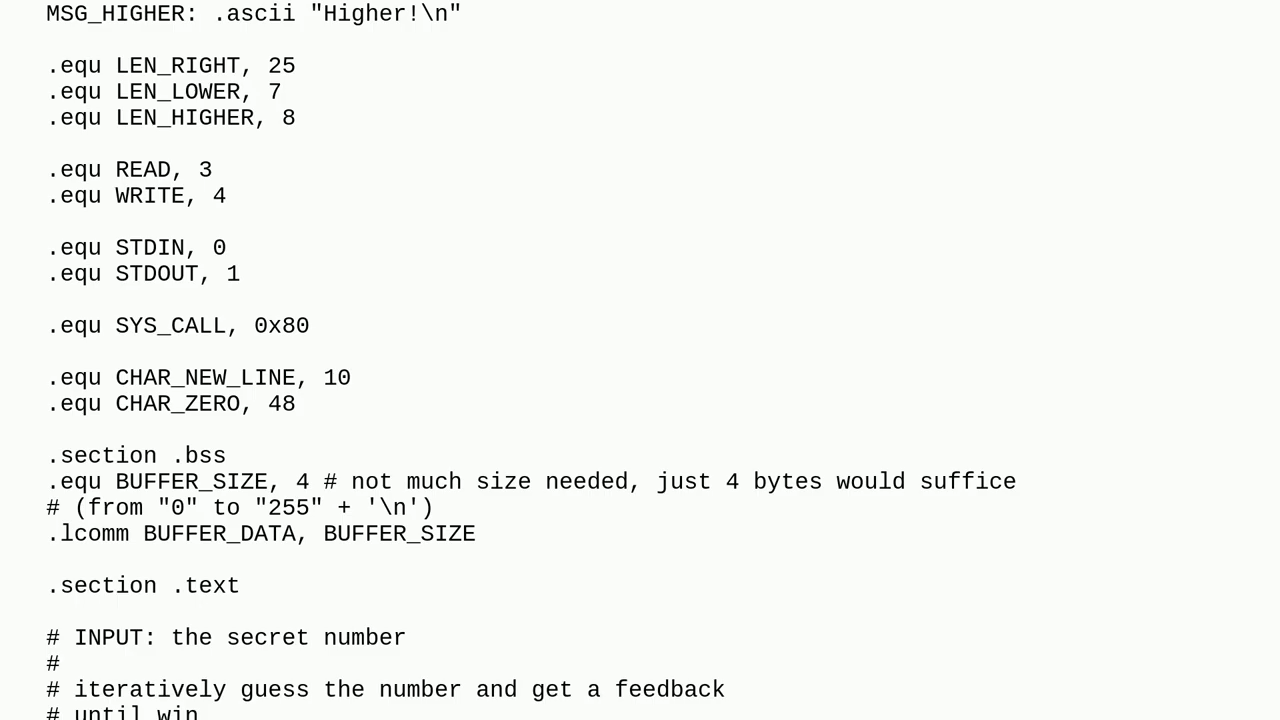 MSG_HIGHER: .ascii "Higher!\n"
.equ LEN_RIGHT, 25
.equ LEN_LOWER, 7
.equ LEN_HIGHER, 8
.equ READ, 3
.equ WRITE, 4
.equ STDIN, 0
.equ STDOUT, 1
.equ SYS_CALL, 0x80
.equ CHAR_NEW_LINE, 10
.equ CHAR_ZERO, 48
.section .bss
.equ BUFFER_SIZE, 4 # not much size needed, just 4 bytes would suffice
# (from "0" to "255" + '\n')
.lcomm BUFFER_DATA, BUFFER_SIZE
.section .text
# INPUT: the secret number
#
# iteratively guess the number and get a feedback
# until win